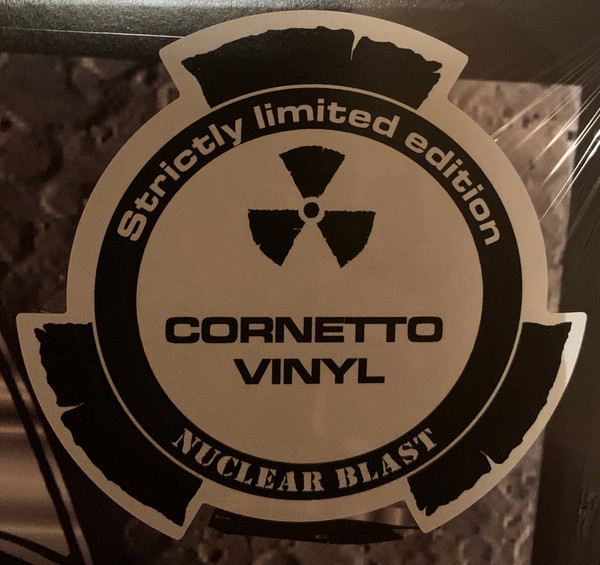 Strictly limited edition
CORNETTO
VINYL
NUCLEAR BLAST